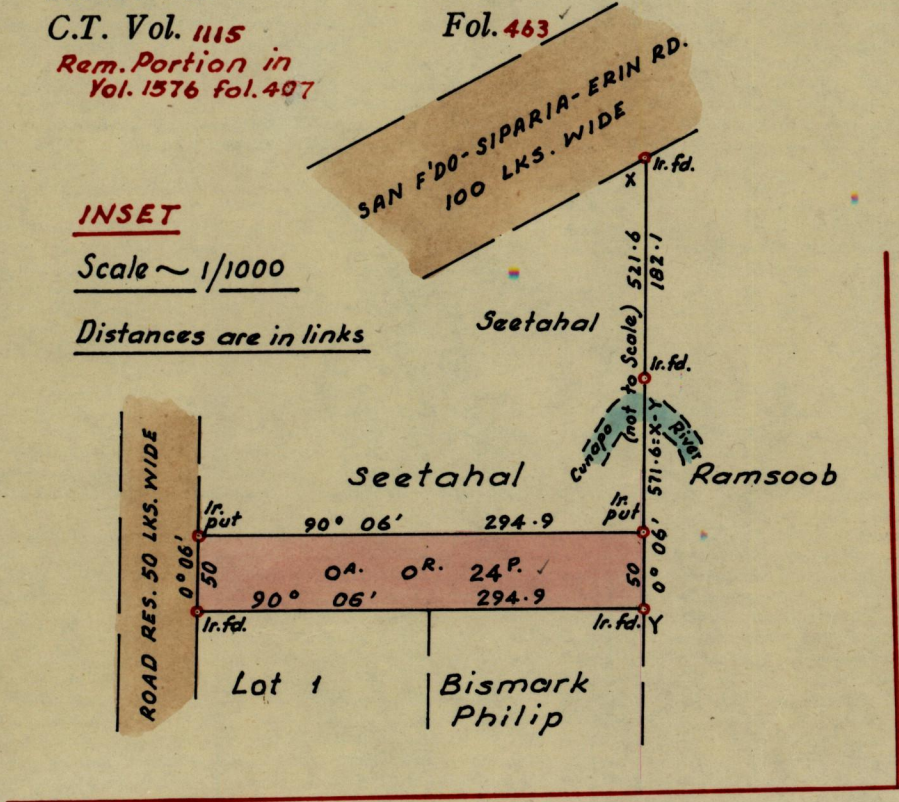 C.T. Vol. 1115 Fol. 463 ✓
Rem. Portion in
Vol. 1576 fol. 407
SAN F'DO-SIPARIA-ERIN RD.
100 LKS. WIDE
Ir. fd.
X
INSET
Scale ~ 1/1000
Distances are in links
521.6
182.1
Seetahal
(not to Scale)
Ir. fd.
Cunapo River
571.6=X-Y
Seetahal
Ramsoob
ROAD RES. 50 LKS. WIDE
Ir. put
90° 06' 294.9
Ir. put
0° 06'
50
0A. 0R. 24P. ✓
50
0° 06'
90° 06' 294.9
Ir. fd.
Ir. fd. Y
Lot 1
Bismark
Philip